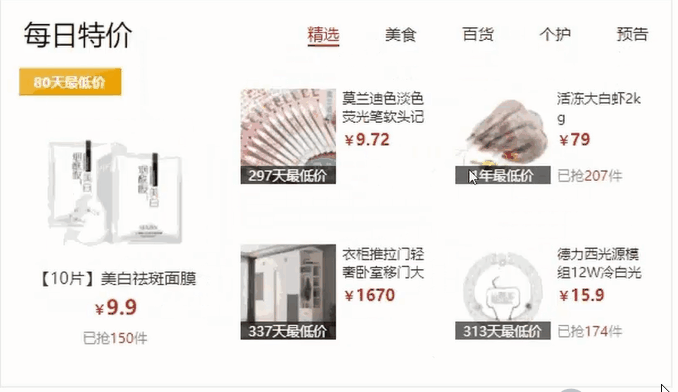 每日特价
精选
美食
百货
个护
预告
80天最低价
【10片】美白祛斑面膜
￥9.9
已抢150件
297天最低价
莫兰迪色淡色
荧光笔软头记
￥9.72
年最低价
活冻大白虾2k
g
￥79
已抢207件
337天最低价
衣柜推拉门轻
奢卧室移门大
￥1670
313天最低价
德力西光源模
组12W冷白光
￥15.9
已抢174件